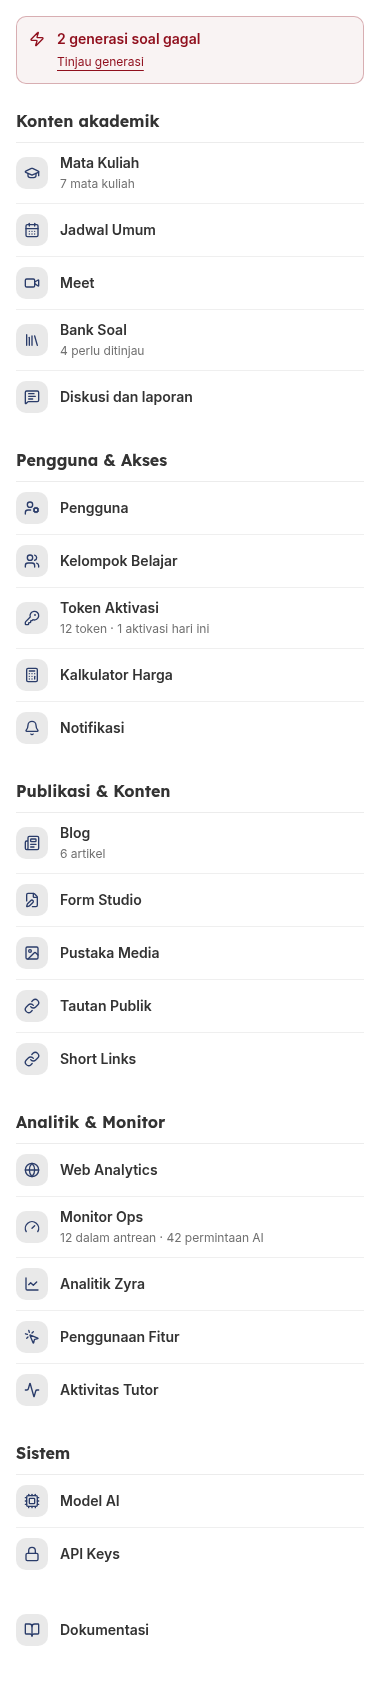 2 generasi soal gagal
Tinjau generasi
Konten akademik
Mata Kuliah
7 mata kuliah
Jadwal Umum
Meet
Bank Soal
4 perlu ditinjau
Diskusi dan laporan
Pengguna & Akses
Pengguna
Kelompok Belajar
Token Aktivasi
12 token · 1 aktivasi hari ini
Kalkulator Harga
Notifikasi
Publikasi & Konten
Blog
6 artikel
Form Studio
Pustaka Media
Tautan Publik
Short Links
Analitik & Monitor
Web Analytics
Monitor Ops
12 dalam antrean · 42 permintaan AI
Analitik Zyra
Penggunaan Fitur
Aktivitas Tutor
Sistem
Model AI
API Keys
Dokumentasi